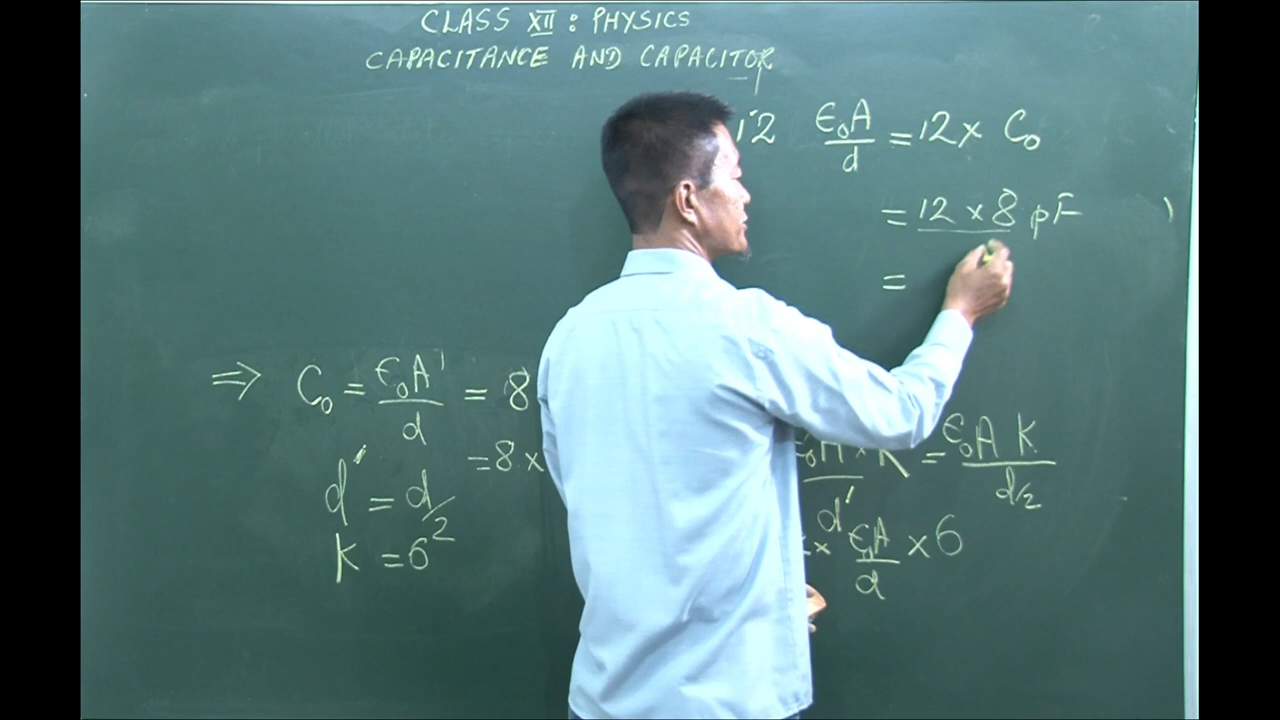 CLASS XII : PHYSICS
CAPACITANCE AND CAPACITOR
12 ε₀A/d = 12 × C₀
= 12 × 8 pF
=
⇒ C₀ = ε₀A/d = 8
= 8 ×
d' = d/2
K = 6
ε₀A × K / d' = ε₀A K / d/2
× ε₀A/d × 6